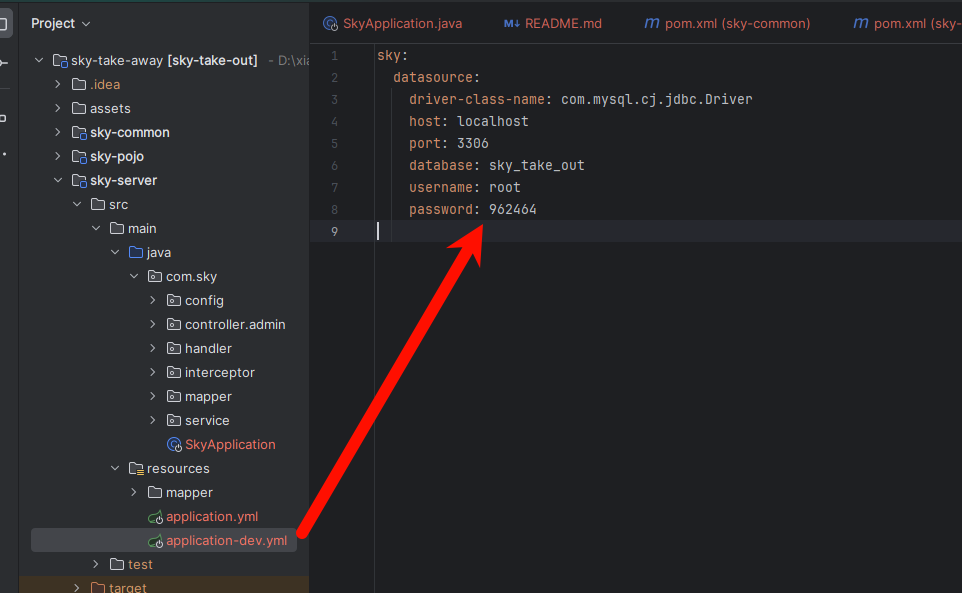 Project
SkyApplication.java
README.md
pom.xml (sky-common)
pom.xml (sky-
sky-take-away [sky-take-out] - D:\xia
.idea
assets
sky-common
sky-pojo
sky-server
src
main
java
com.sky
config
controller.admin
handler
interceptor
mapper
service
SkyApplication
resources
mapper
application.yml
application-dev.yml
test
target
1 sky:
2 datasource:
3 driver-class-name: com.mysql.cj.jdbc.Driver
4 host: localhost
5 port: 3306
6 database: sky_take_out
7 username: root
8 password: 962464
9